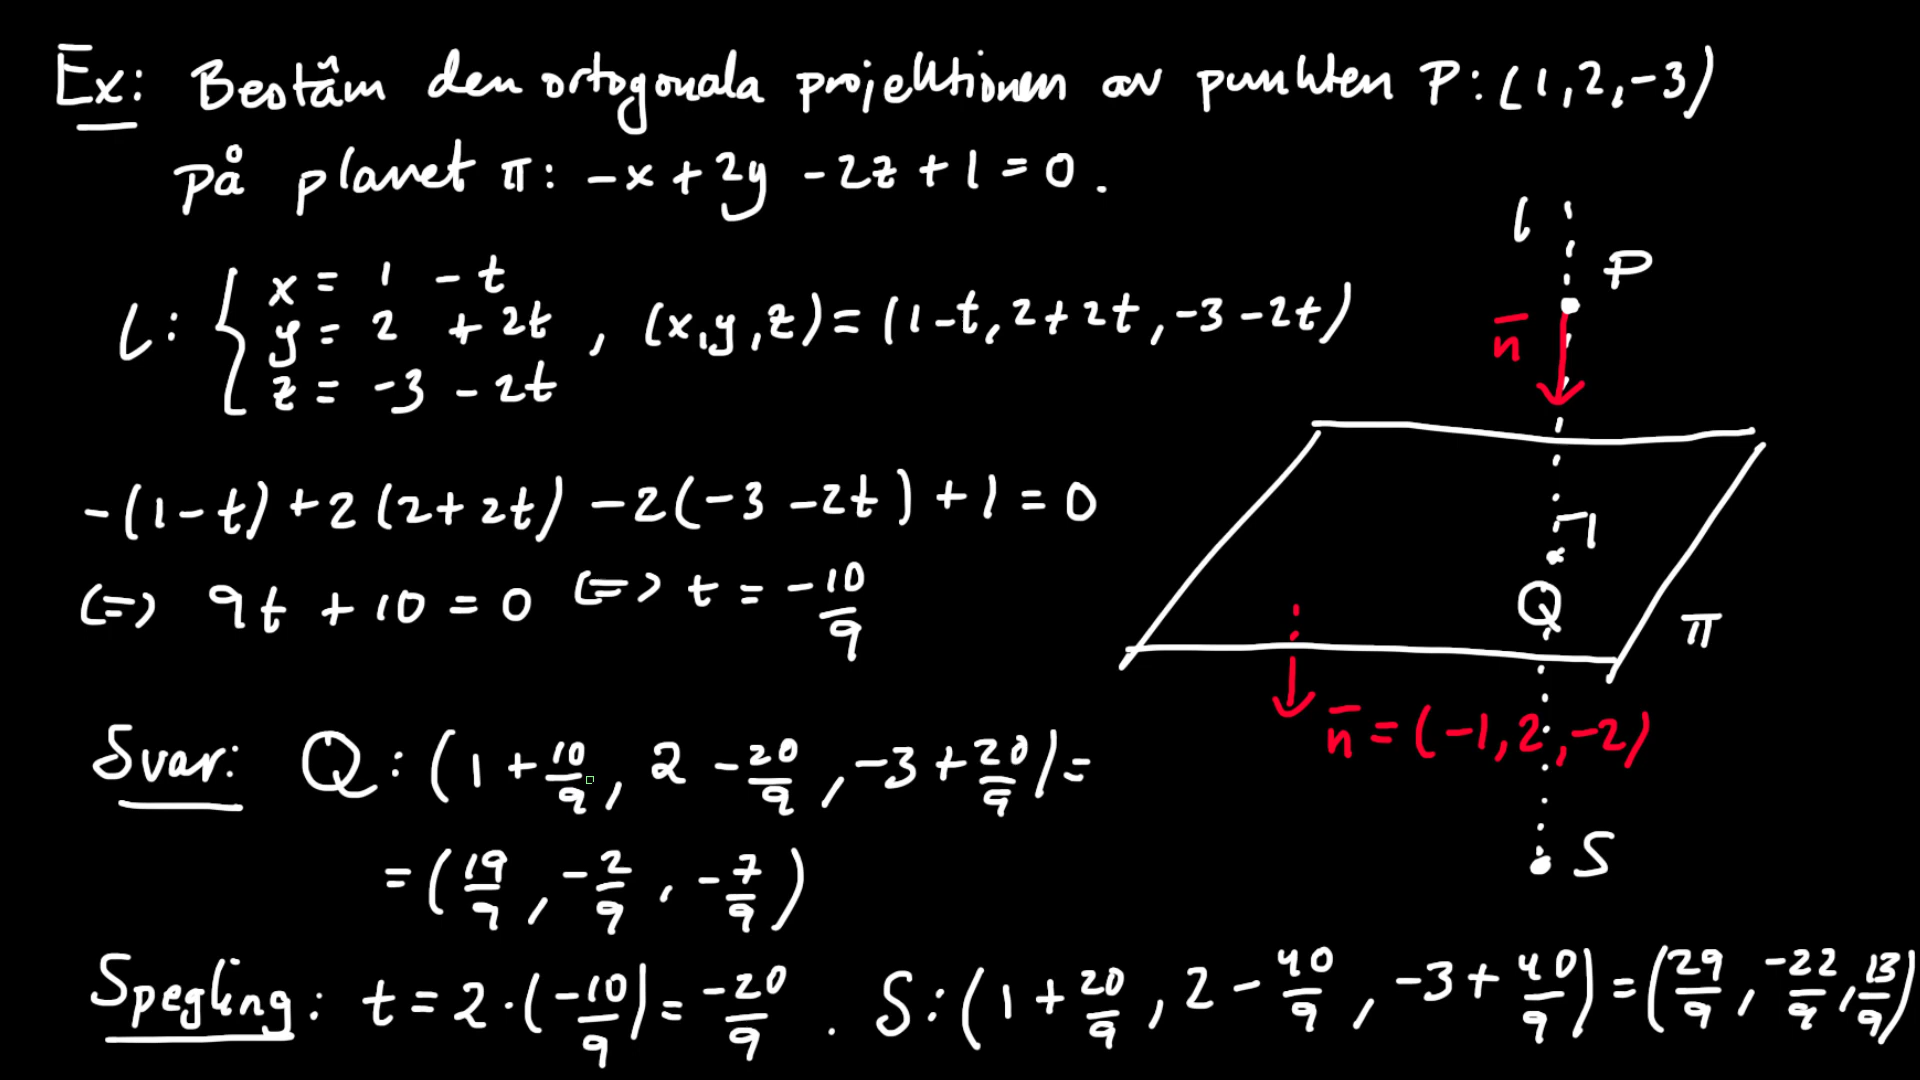 Ex: Bestäm den ortogonala projektionen av punkten P:(1,2,-3)
på planet π: -x+2y-2z+1=0.
l: { x = 1 - t
y = 2 + 2t , (x,y,z)=(1-t,2+2t,-3-2t)
z = -3 - 2t
-(1-t)+2(2+2t)-2(-3-2t)+1=0
⟺ 9t+10=0 ⟺ t=-10/9
Svar: Q:(1+10/9, 2-20/9, -3+20/9)=
=(19/9, -2/9, -7/9)
Spegling: t=2·(-10/9)=-20/9. S:(1+20/9, 2-40/9, -3+40/9)=(29/9, -22/9, 13/9)
l
P
n̄
Q
π
n̄=(-1,2,-2)
S